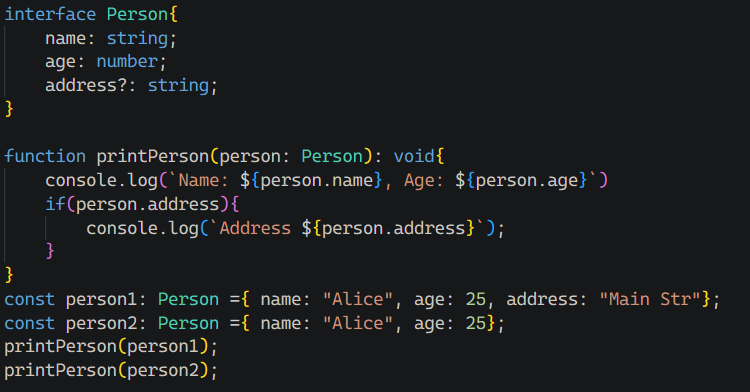 interface Person{
    name: string;
    age: number;
    address?: string;
}

function printPerson(person: Person): void{
    console.log(`Name: ${person.name}, Age: ${person.age}`)
    if(person.address){
        console.log(`Address ${person.address}`);
    }
}
const person1: Person ={ name: "Alice", age: 25, address: "Main Str"};
const person2: Person ={ name: "Alice", age: 25};
printPerson(person1);
printPerson(person2);